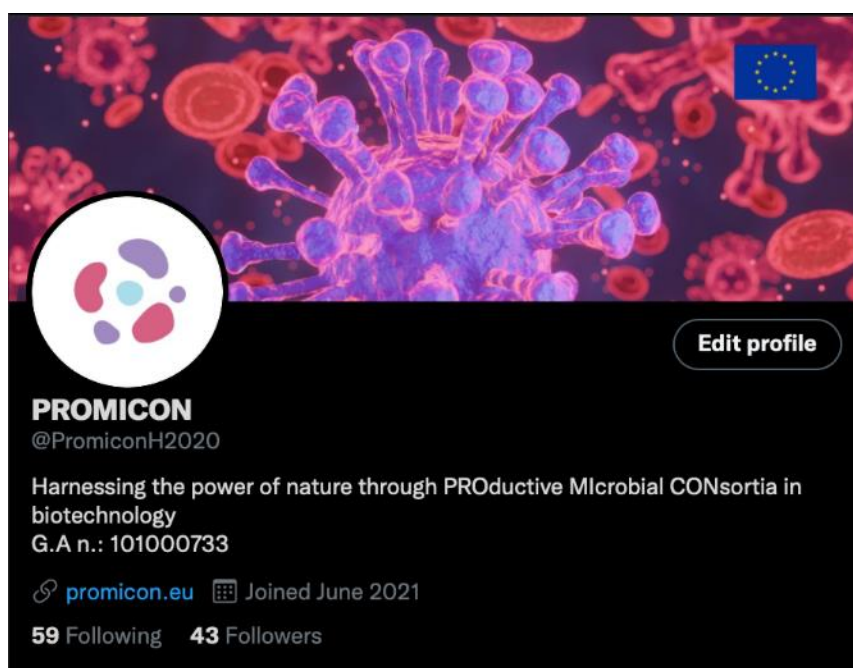 Edit profile
PROMICON
@PromiconH2020
Harnessing the power of nature through PROductive MIcrobial CONsortia in
biotechnology
G.A n.: 101000733
promicon.eu Joined June 2021
59 Following 43 Followers